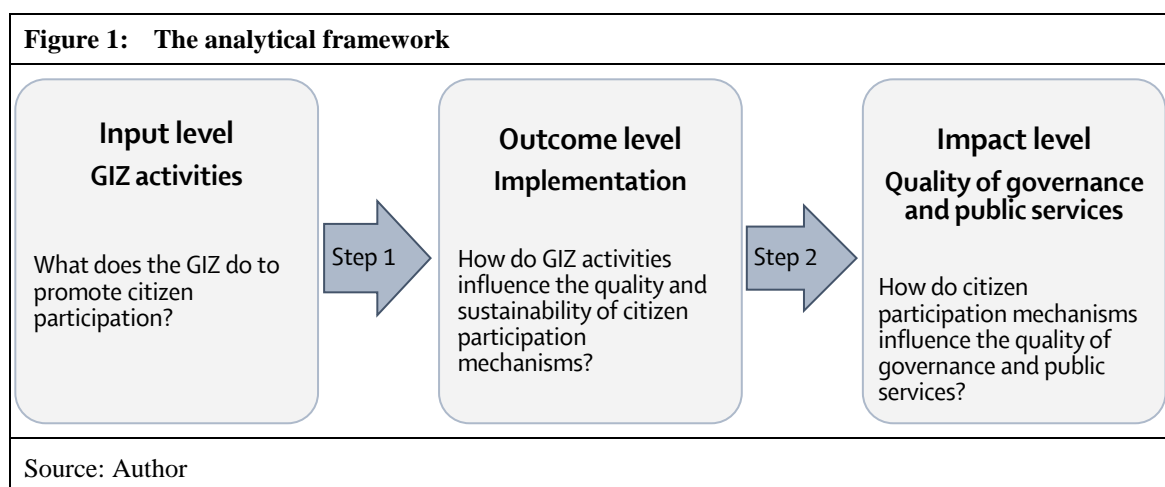 Figure 1: The analytical framework
Input level
GIZ activities
What does the GIZ do to
promote citizen
participation?
Step 1
Outcome level
Implementation
How do GIZ activities
influence the quality and
sustainability of citizen
participation
mechanisms?
Step 2
Impact level
Quality of governance
and public services
How do citizen
participation mechanisms
influence the quality of
governance and public
services?
Source: Author